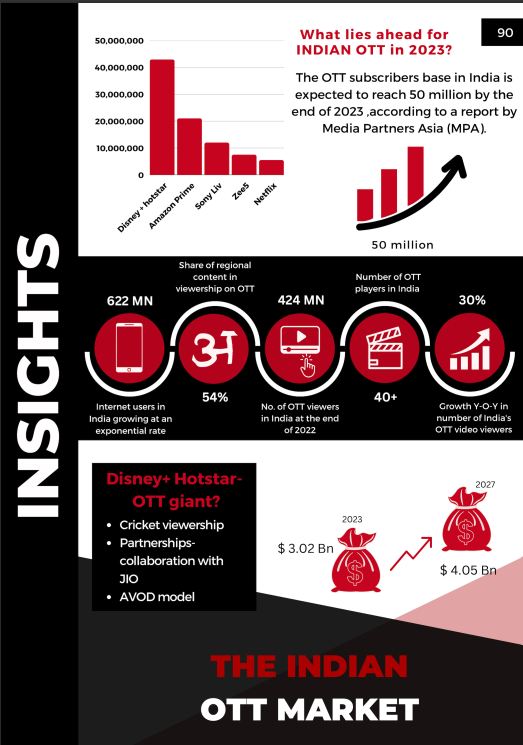 90
What lies ahead for
INDIAN OTT in 2023?
The OTT subscribers base in India is
expected to reach 50 million by the
end of 2023 ,according to a report by
Media Partners Asia (MPA).
50 million
50,000,000
40,000,000
30,000,000
20,000,000
10,000,000
0
Disney+ hotstar
Amazon Prime
Sony Liv
Zee5
Netflix
INSIGHTS
622 MN
Internet users in
India growing at an
exponential rate
Share of regional
content in
viewership on OTT
अ
54%
424 MN
No. of OTT viewers
in India at the end
of 2022
Number of OTT
players in India
40+
30%
Growth Y-O-Y in
number of India's
OTT video viewers
Disney+ Hotstar-
OTT giant?
• Cricket viewership
• Partnerships-
collaboration with
JIO
• AVOD model
2023
$ 3.02 Bn
$
2027
$
$ 4.05 Bn
THE INDIAN
OTT MARKET